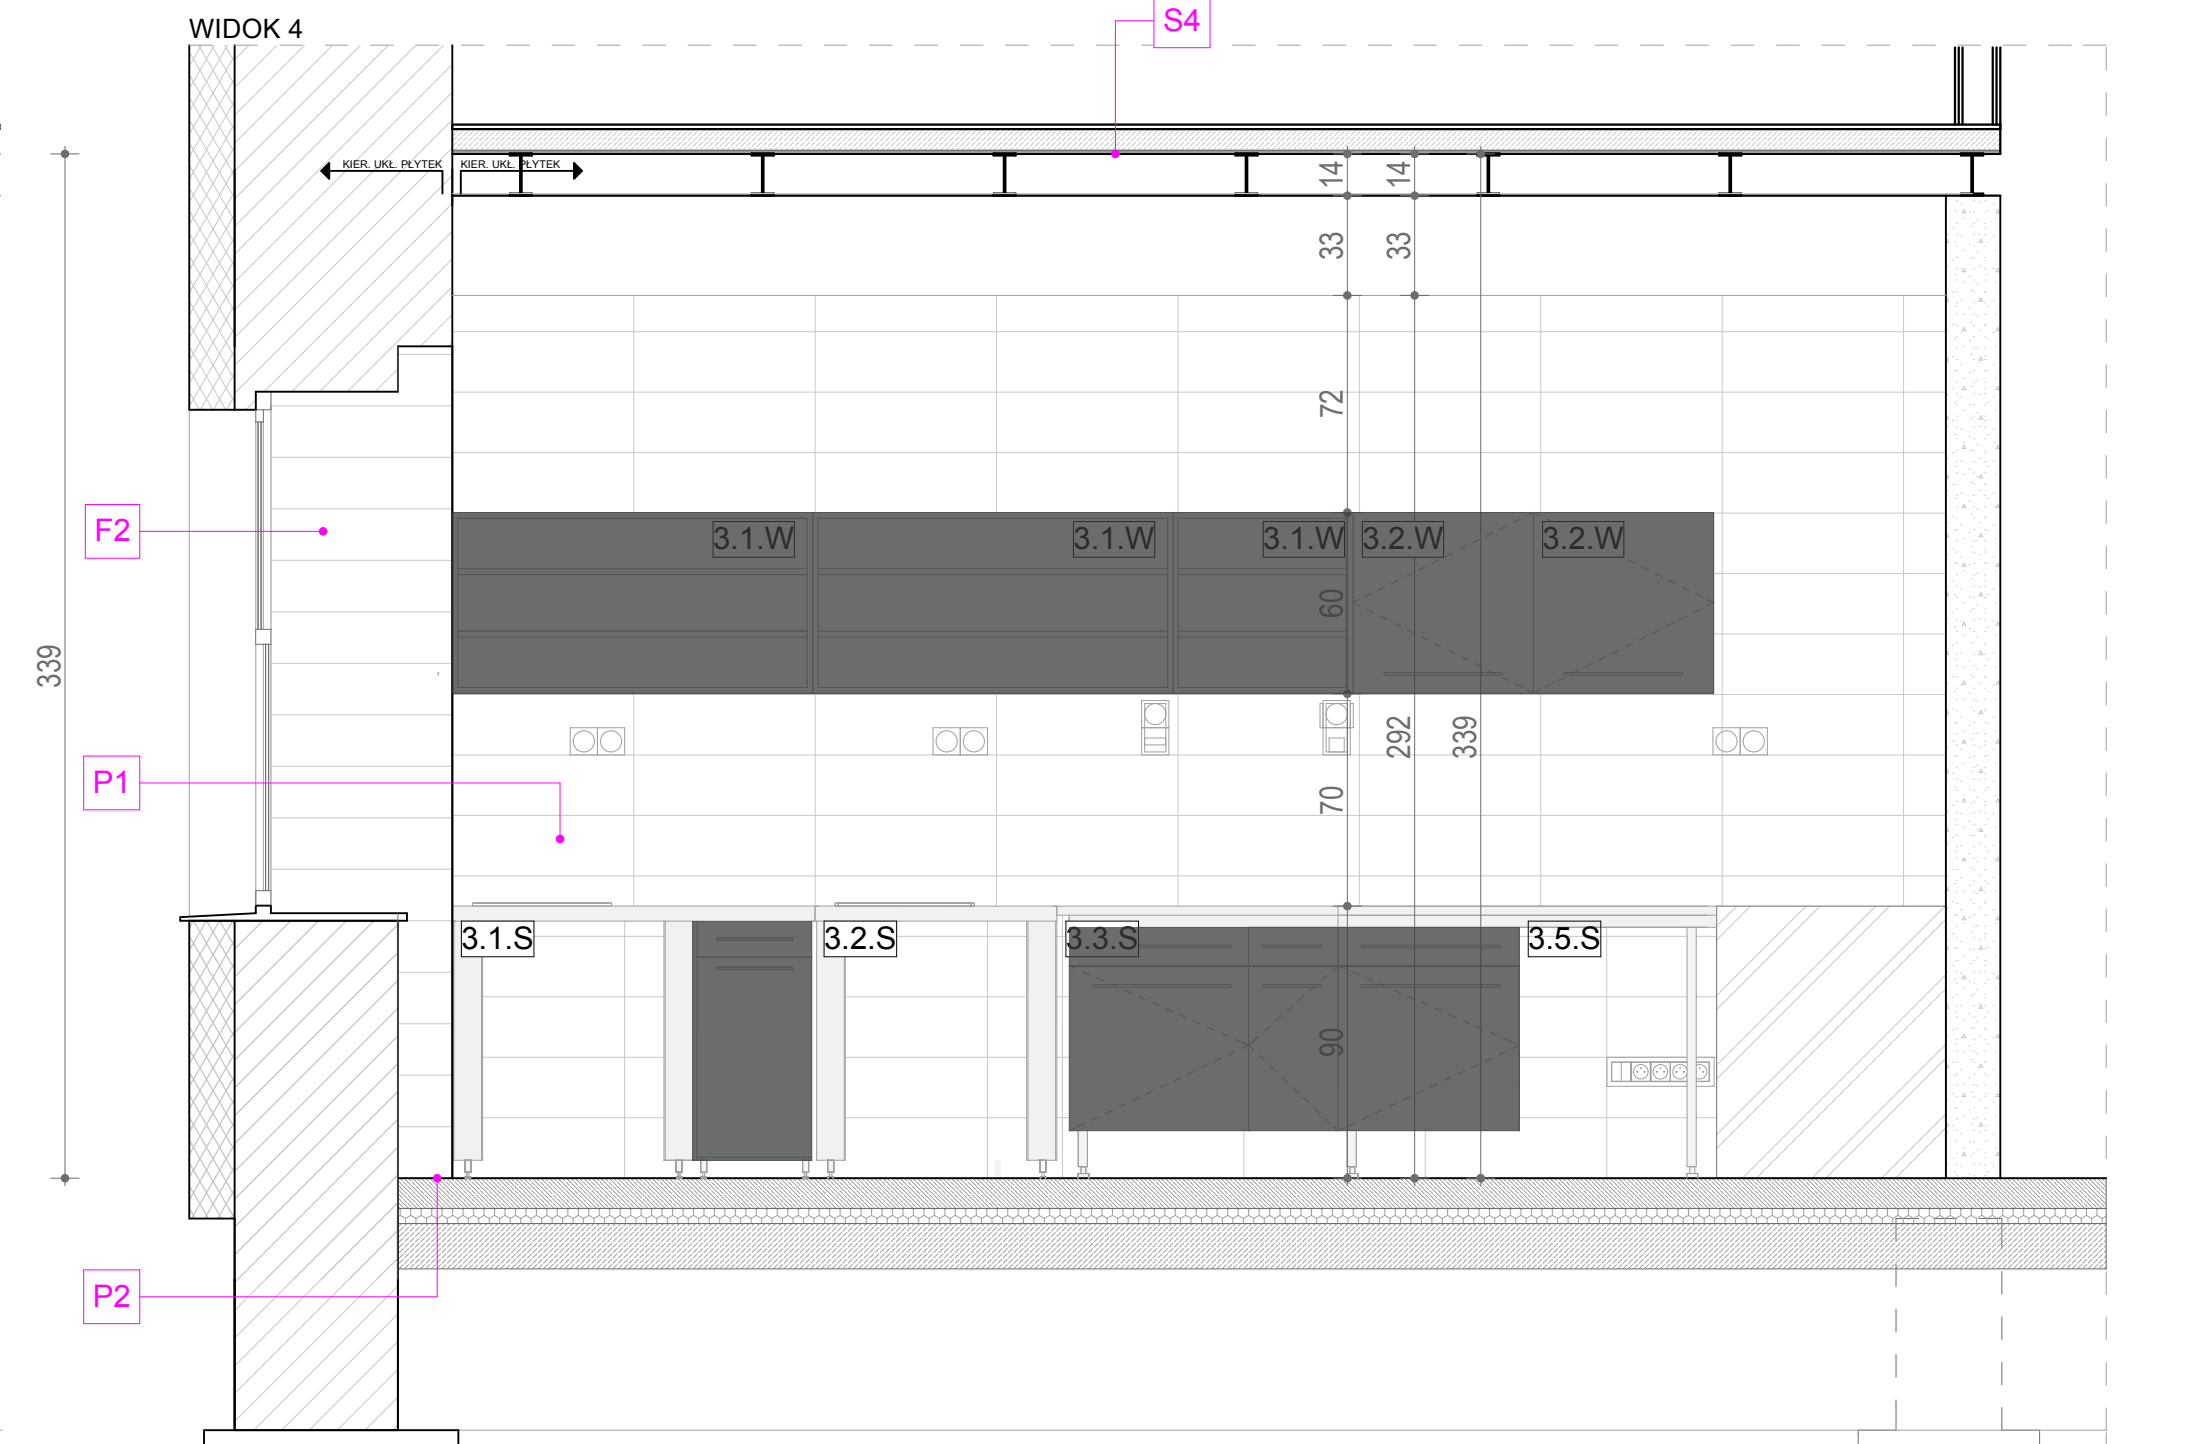 WIDOK 4
S4
KIER. UKŁ. PŁYTEK KIER. UKŁ. PŁYTEK
14 14
33 33
72
F2
3.1.W 3.1.W 3.1.W 3.2.W 3.2.W
60
339
292 339
P1
70
3.1.S 3.2.S 3.3.S 3.5.S
90
P2